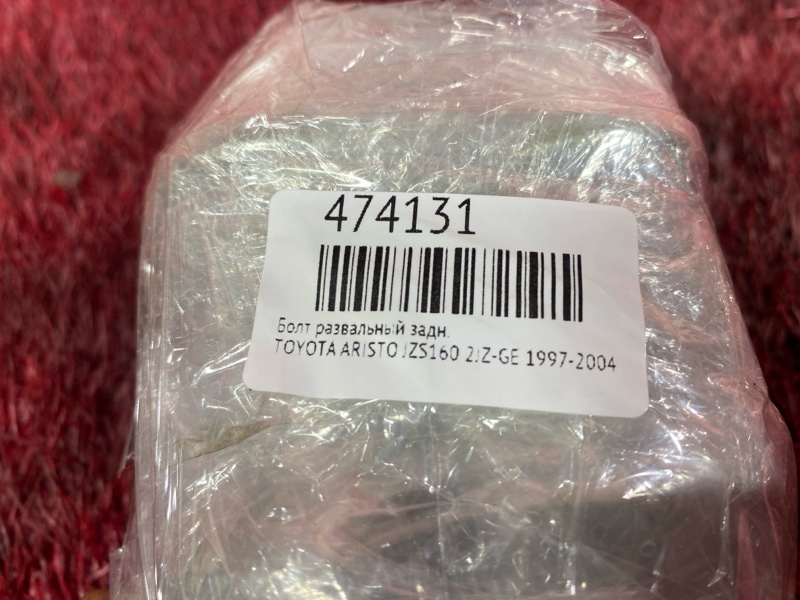 474131
Болт развальный задн.
TOYOTA ARISTO JZS160 2JZ-GE 1997-2004